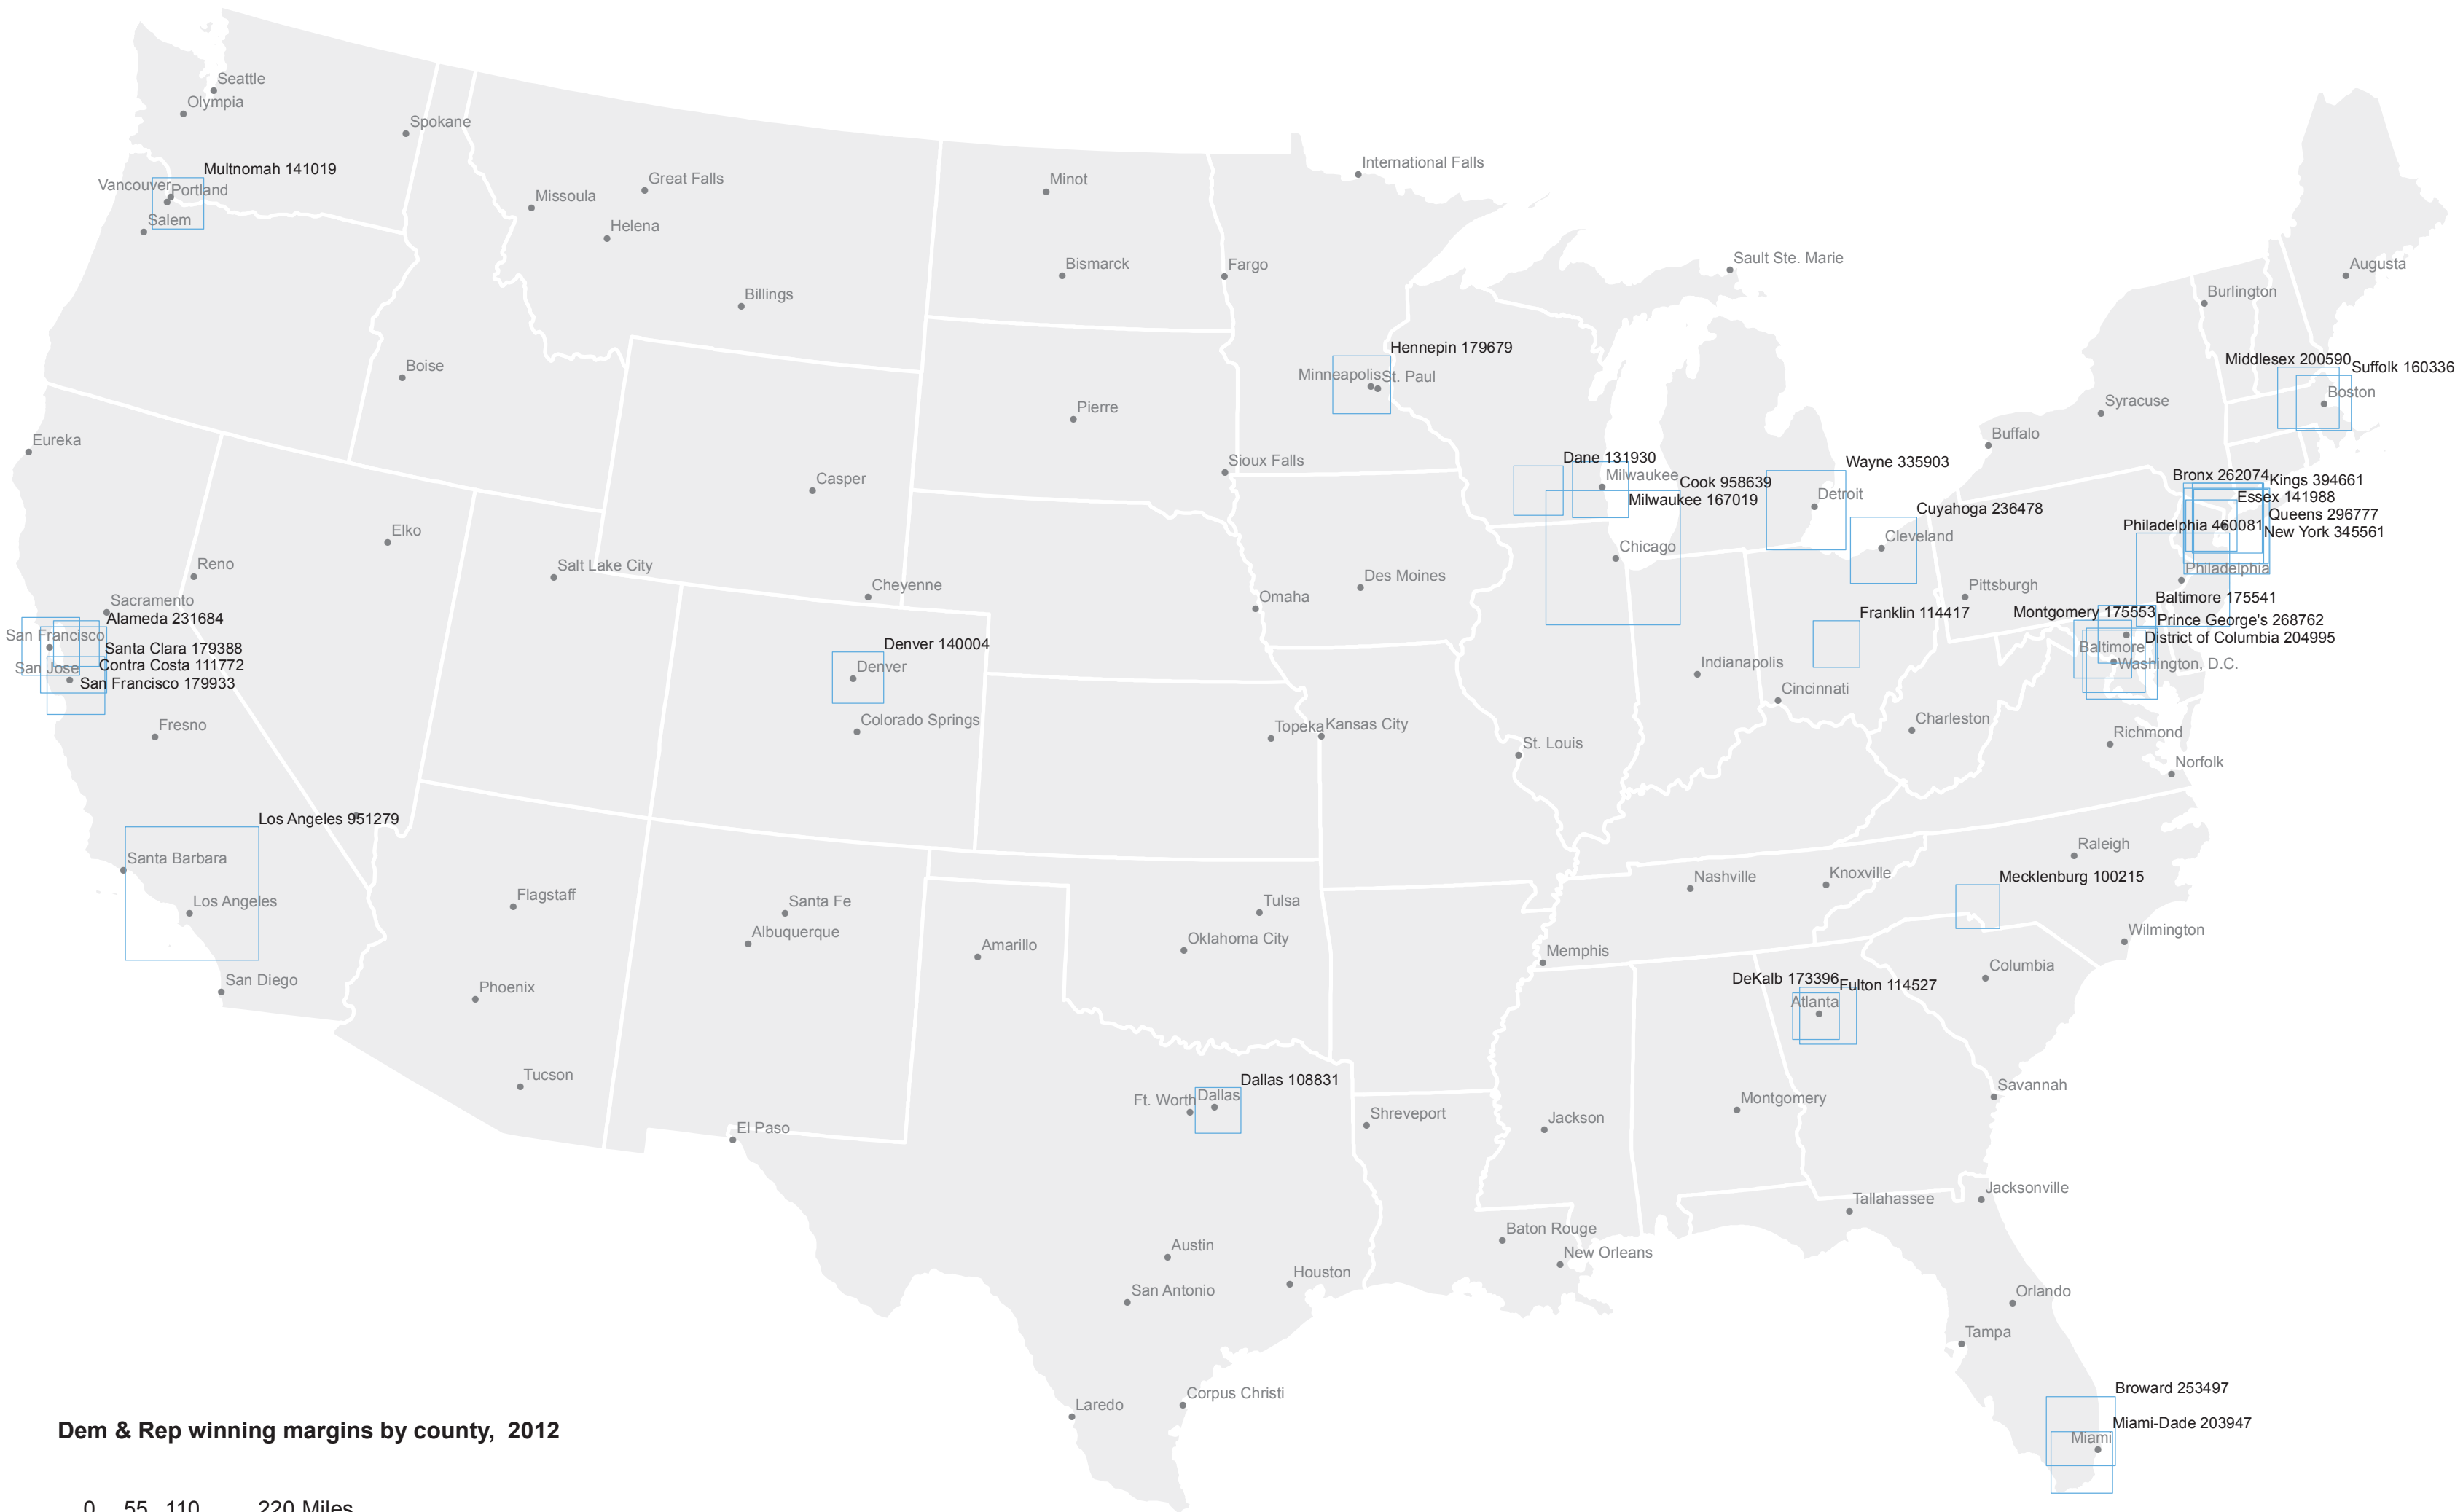 Seattle
Olympia
Spokane
Multnomah 141019
Vancouver
Portland
Salem
Missoula
Great Falls
Helena
Billings
Minot
Bismarck
Fargo
International Falls
Sault Ste. Marie
Augusta
Burlington
Hennepin 179679
Minneapolis
St. Paul
Middlesex 200590
Suffolk 160336
Boston
Boise
Pierre
Syracuse
Buffalo
Eureka
Sioux Falls
Casper
Dane 131930
Milwaukee
Cook 958639
Milwaukee 167019
Wayne 335903
Detroit
Cuyahoga 236478
Cleveland
Bronx 262074
Kings 394661
Essex 141988
Queens 296777
Philadelphia 460081
New York 345561
Philadelphia
Elko
Reno
Salt Lake City
Cheyenne
Omaha
Des Moines
Chicago
Pittsburgh
Sacramento
Alameda 231684
San Francisco
Santa Clara 179388
Contra Costa 111772
San Jose
San Francisco 179933
Fresno
Denver 140004
Denver
Colorado Springs
Topeka
Kansas City
St. Louis
Indianapolis
Franklin 114417
Cincinnati
Charleston
Baltimore 175541
Montgomery 175553
Prince George's 268762
District of Columbia 204995
Baltimore
Washington, D.C.
Richmond
Norfolk
Los Angeles 951279
Santa Barbara
Los Angeles
San Diego
Flagstaff
Phoenix
Tucson
Santa Fe
Albuquerque
Amarillo
Tulsa
Oklahoma City
Nashville
Knoxville
Memphis
Raleigh
Mecklenburg 100215
Wilmington
Columbia
DeKalb 173396
Fulton 114527
Atlanta
Dallas 108831
Ft. Worth
Dallas
El Paso
Shreveport
Jackson
Montgomery
Savannah
Tallahassee
Jacksonville
Baton Rouge
New Orleans
Austin
San Antonio
Houston
Orlando
Tampa
Laredo
Corpus Christi
Broward 253497
Miami-Dade 203947
Miami
Dem & Rep winning margins by county, 2012
0 55 110 220 Miles